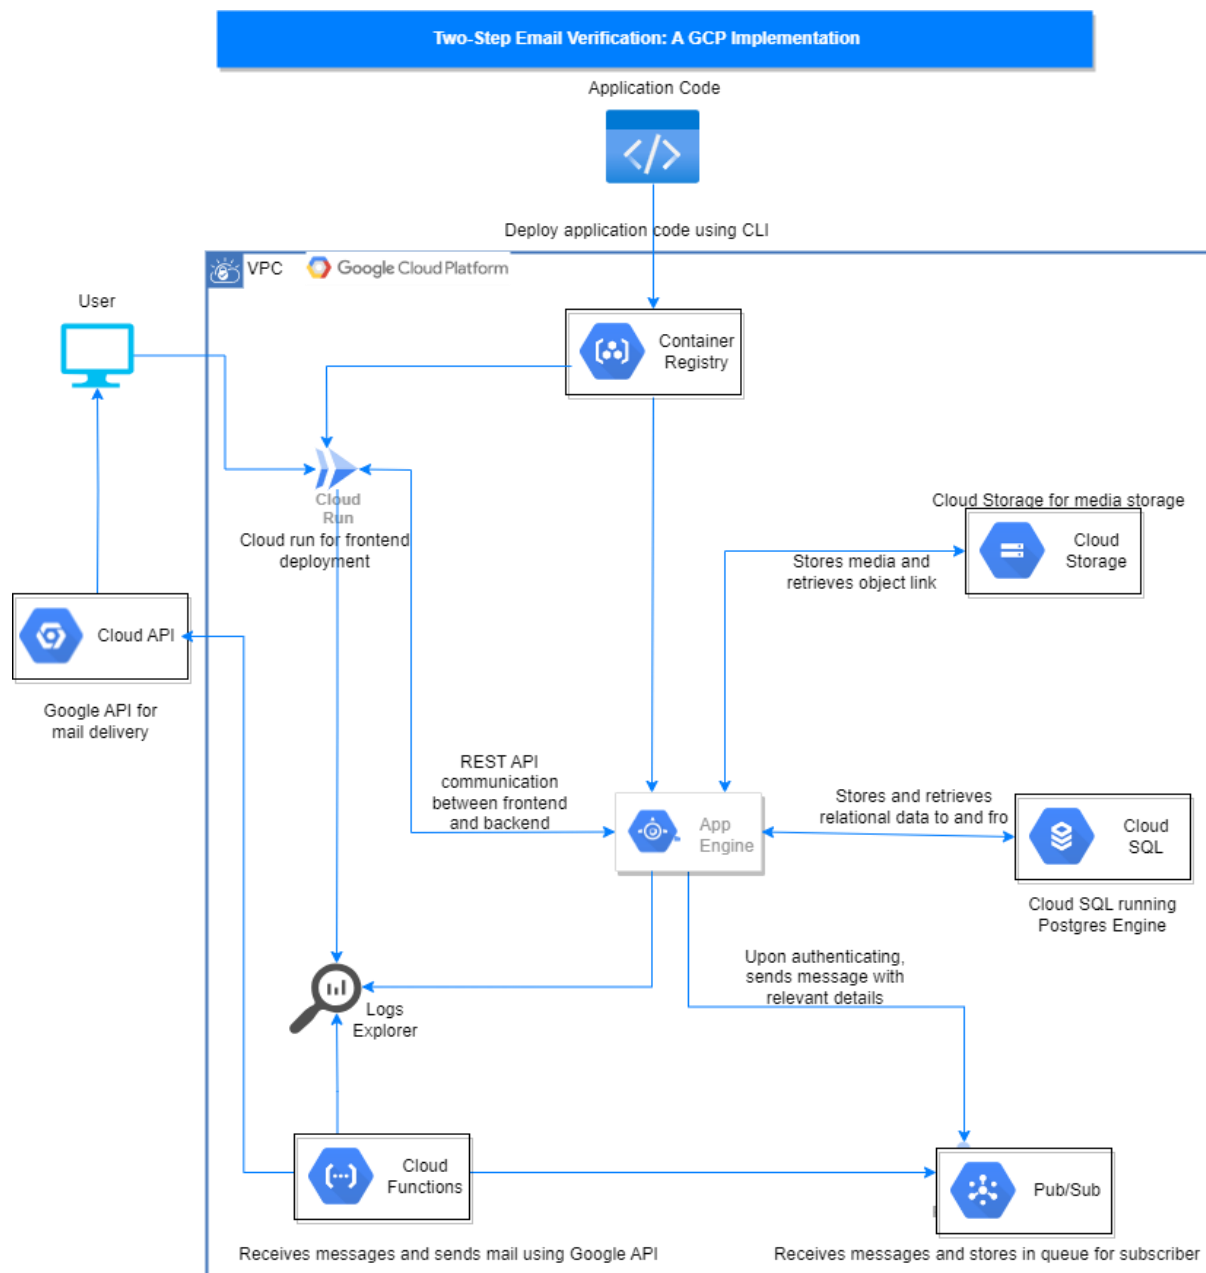 Two-Step Email Verification: A GCP Implementation
Application Code
Deploy application code using CLI
VPC
Google Cloud Platform
User
Container
Registry
Cloud
Run
Cloud run for frontend
deployment
Cloud Storage for media storage
Cloud
Storage
Stores media and
retrieves object link
Cloud API
Google API for
mail delivery
REST API
communication
between frontend
and backend
App
Engine
Stores and retrieves
relational data to and fro
Cloud
SQL
Cloud SQL running
Postgres Engine
Upon authenticating,
sends message with
relevant details
Logs
Explorer
Cloud
Functions
Pub/Sub
Receives messages and sends mail using Google API
Receives messages and stores in queue for subscriber